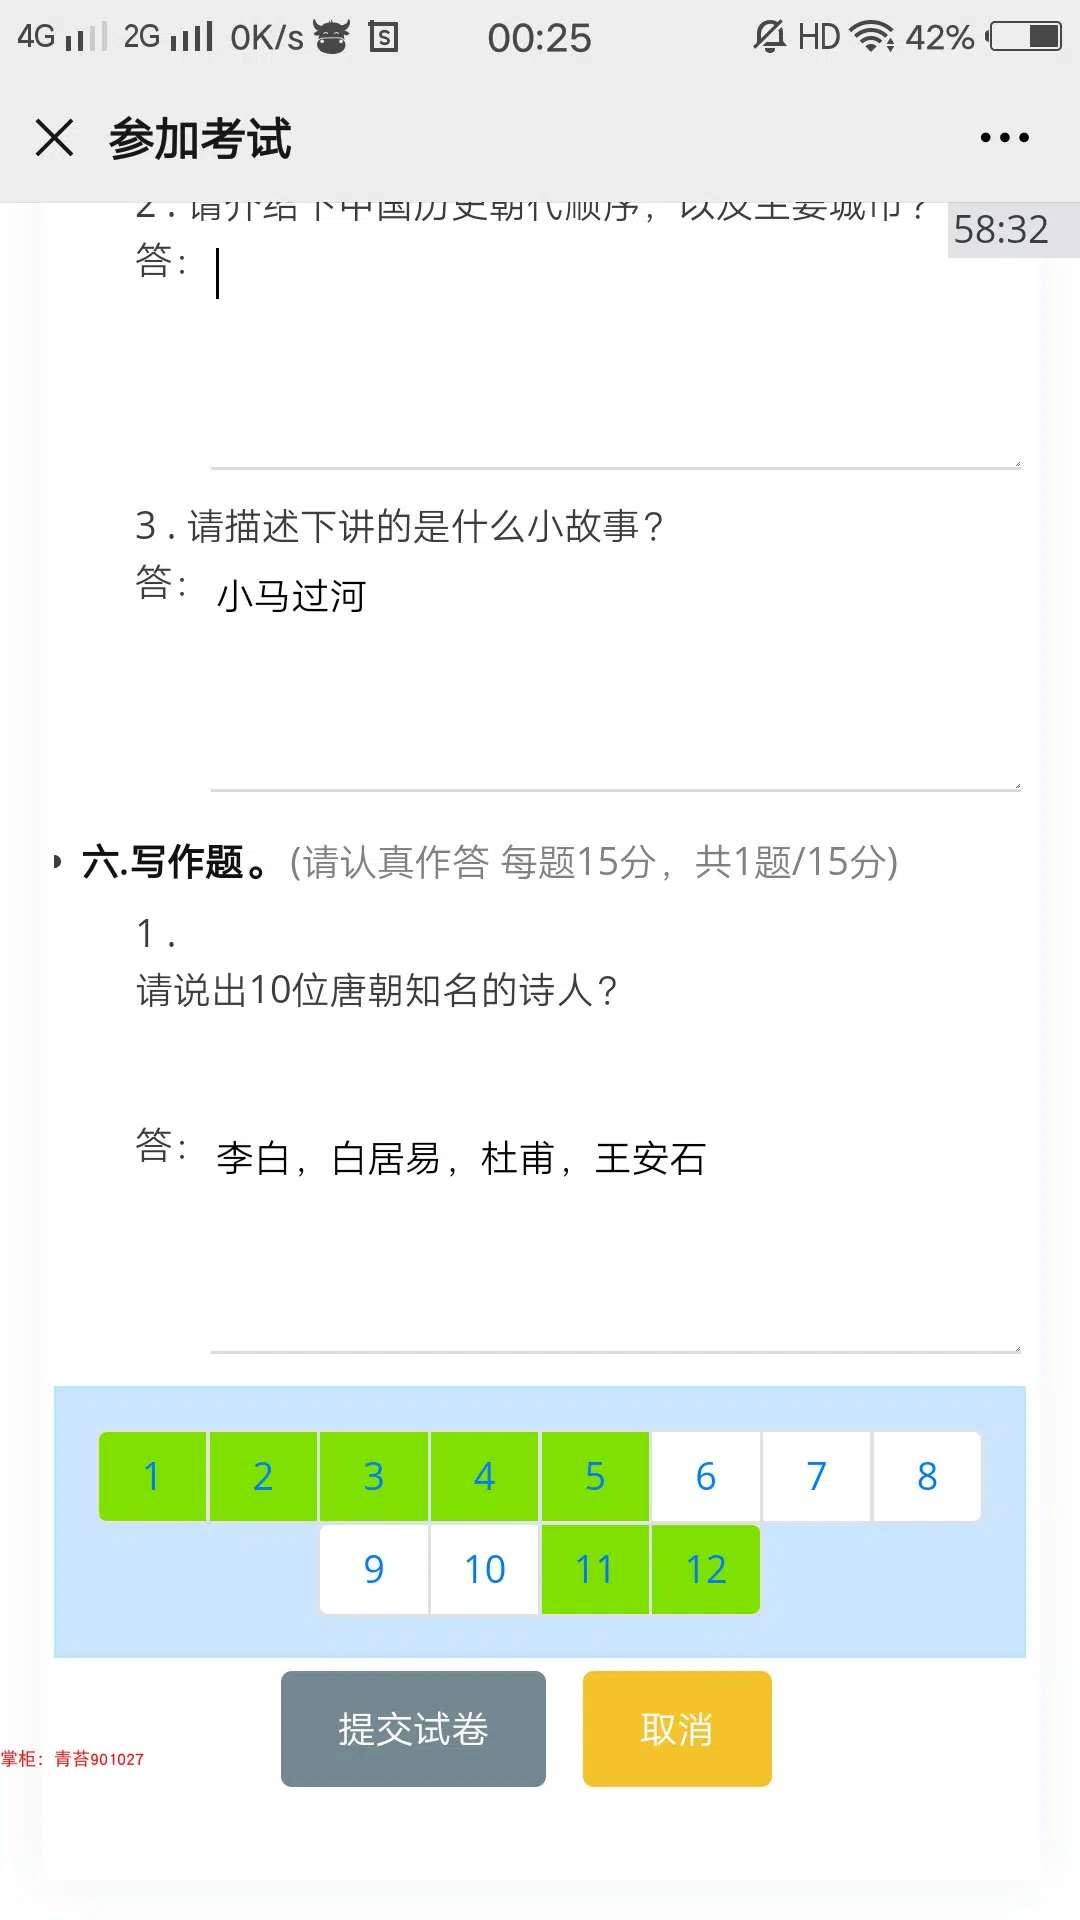 4G 2G 0K/s S 00:25 HD 42%
参加考试
2 . 请介绍下中国历史朝代顺序，以及主要城市？
58:32
答：
3 . 请描述下讲的是什么小故事？
答： 小马过河
六.写作题。(请认真作答 每题15分，共1题/15分)
1 .
请说出10位唐朝知名的诗人？
答： 李白，白居易，杜甫，王安石
1 2 3 4 5 6 7 8
9 10 11 12
提交试卷 取消
掌柜：青苔901027